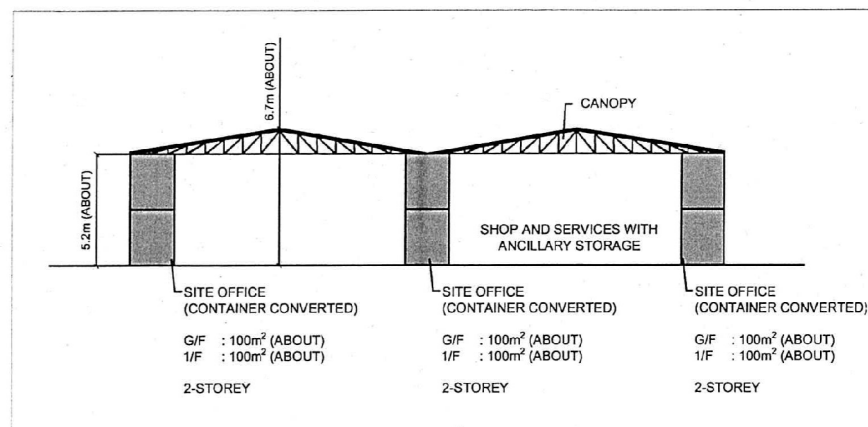 6.7m (ABOUT)
CANOPY
5.2m (ABOUT)
SHOP AND SERVICES WITH
ANCILLARY STORAGE
SITE OFFICE
(CONTAINER CONVERTED)
G/F : 100m² (ABOUT)
1/F : 100m² (ABOUT)
2-STOREY
SITE OFFICE
(CONTAINER CONVERTED)
G/F : 100m² (ABOUT)
1/F : 100m² (ABOUT)
2-STOREY
SITE OFFICE
(CONTAINER CONVERTED)
G/F : 100m² (ABOUT)
1/F : 100m² (ABOUT)
2-STOREY